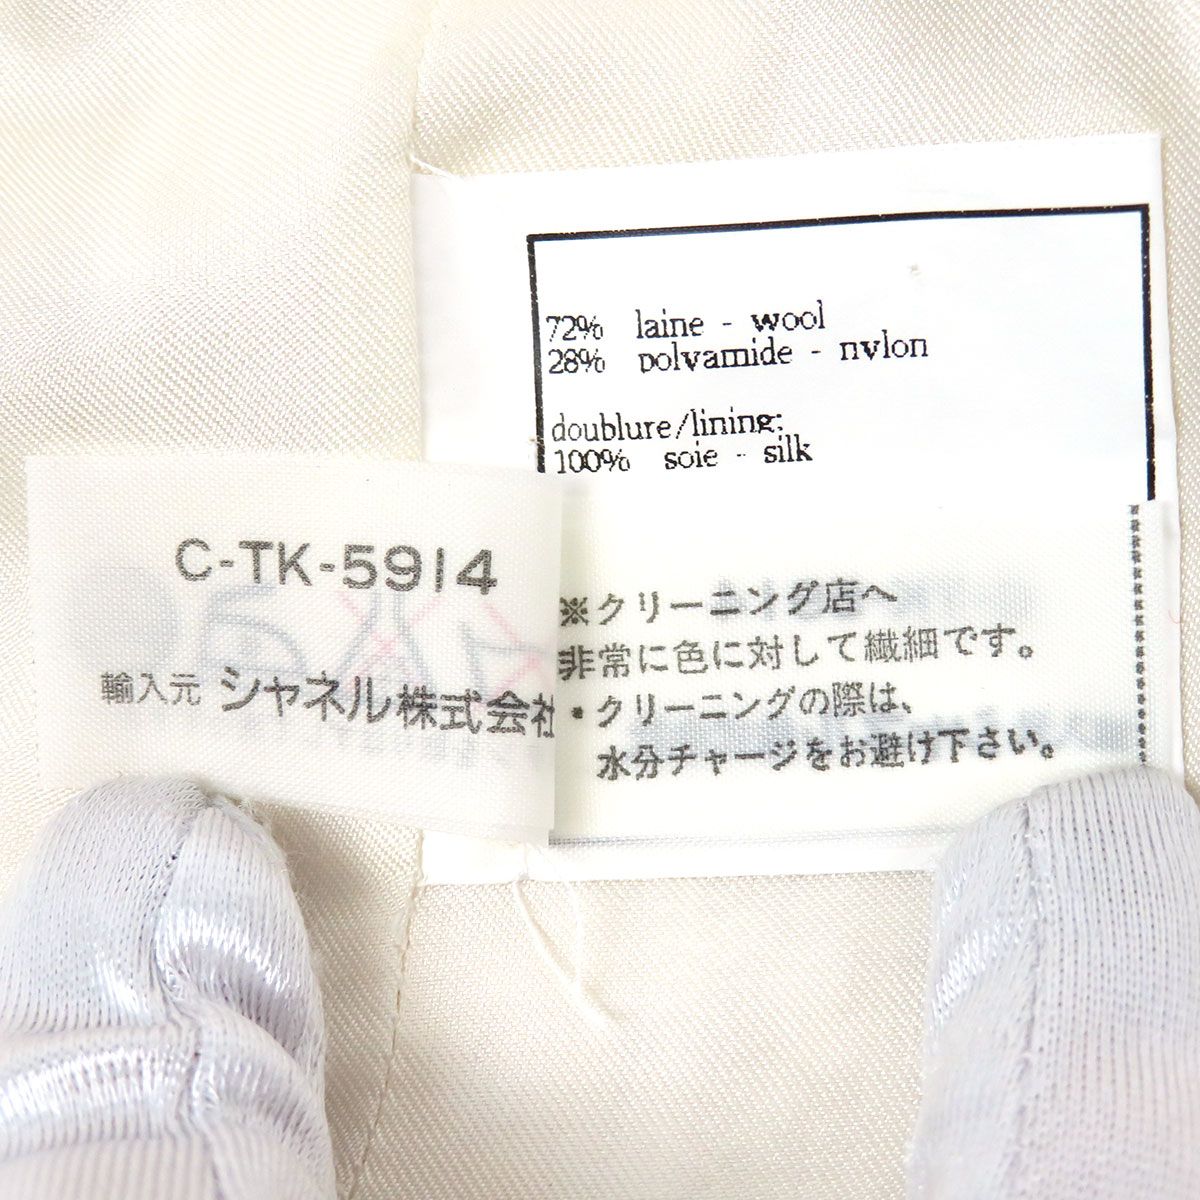 72% laine - wool
28% polyamide - nylon
doublure/lining:
100% soie - silk
C-TK-5914
輸入元 シャネル株式会社
※クリーニング店へ
非常に色に対して繊細です。
・クリーニングの際は、
水分チャージをお避け下さい。